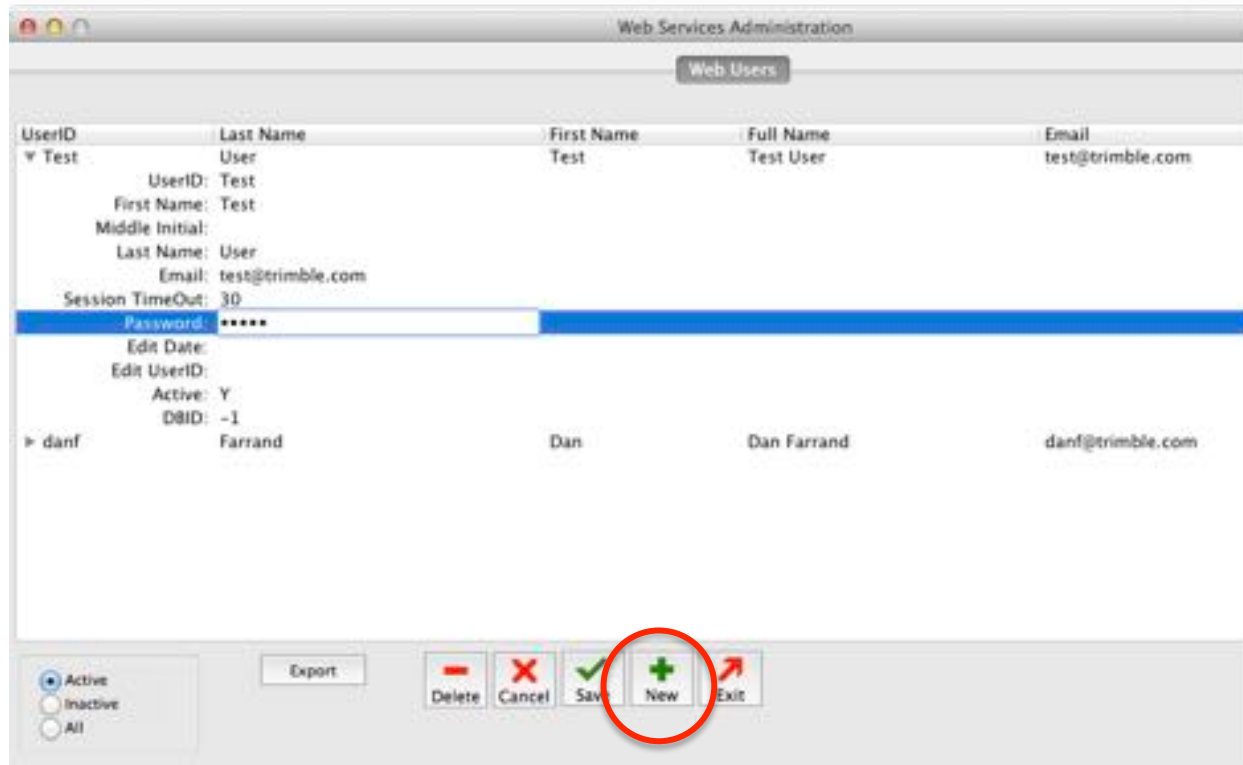 Web Services Administration
Web Users
UserID Last Name First Name Full Name Email
Test User Test Test User test@trimble.com
UserID: Test
First Name: Test
Middle Initial:
Last Name: User
Email: test@trimble.com
Session TimeOut: 30
Password: •••••
Edit Date:
Edit UserID:
Active: Y
DBID: -1
danf Farrand Dan Dan Farrand danf@trimble.com
Active
Inactive
All
Export
Delete Cancel Save New Exit